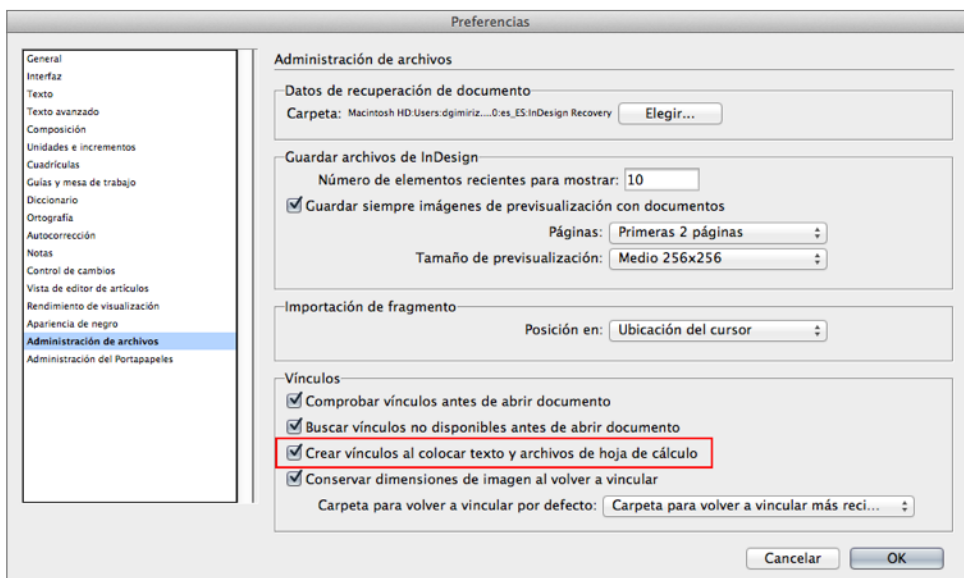 Preferencias
General
Interfaz
Texto
Texto avanzado
Composición
Unidades e incrementos
Cuadrículas
Guías y mesa de trabajo
Diccionario
Ortografía
Autocorrección
Notas
Control de cambios
Vista de editor de artículos
Rendimiento de visualización
Apariencia de negro
Administración de archivos
Administración del Portapapeles
Administración de archivos
Datos de recuperación de documento
Carpeta: Macintosh HD:Users:dgimiriz....0:es_ES:InDesign Recovery Elegir...
Guardar archivos de InDesign
Número de elementos recientes para mostrar: 10
Guardar siempre imágenes de previsualización con documentos
Páginas: Primeras 2 páginas
Tamaño de previsualización: Medio 256x256
Importación de fragmento
Posición en: Ubicación del cursor
Vínculos
Comprobar vínculos antes de abrir documento
Buscar vínculos no disponibles antes de abrir documento
Crear vínculos al colocar texto y archivos de hoja de cálculo
Conservar dimensiones de imagen al volver a vincular
Carpeta para volver a vincular por defecto: Carpeta para volver a vincular más reci...
Cancelar OK